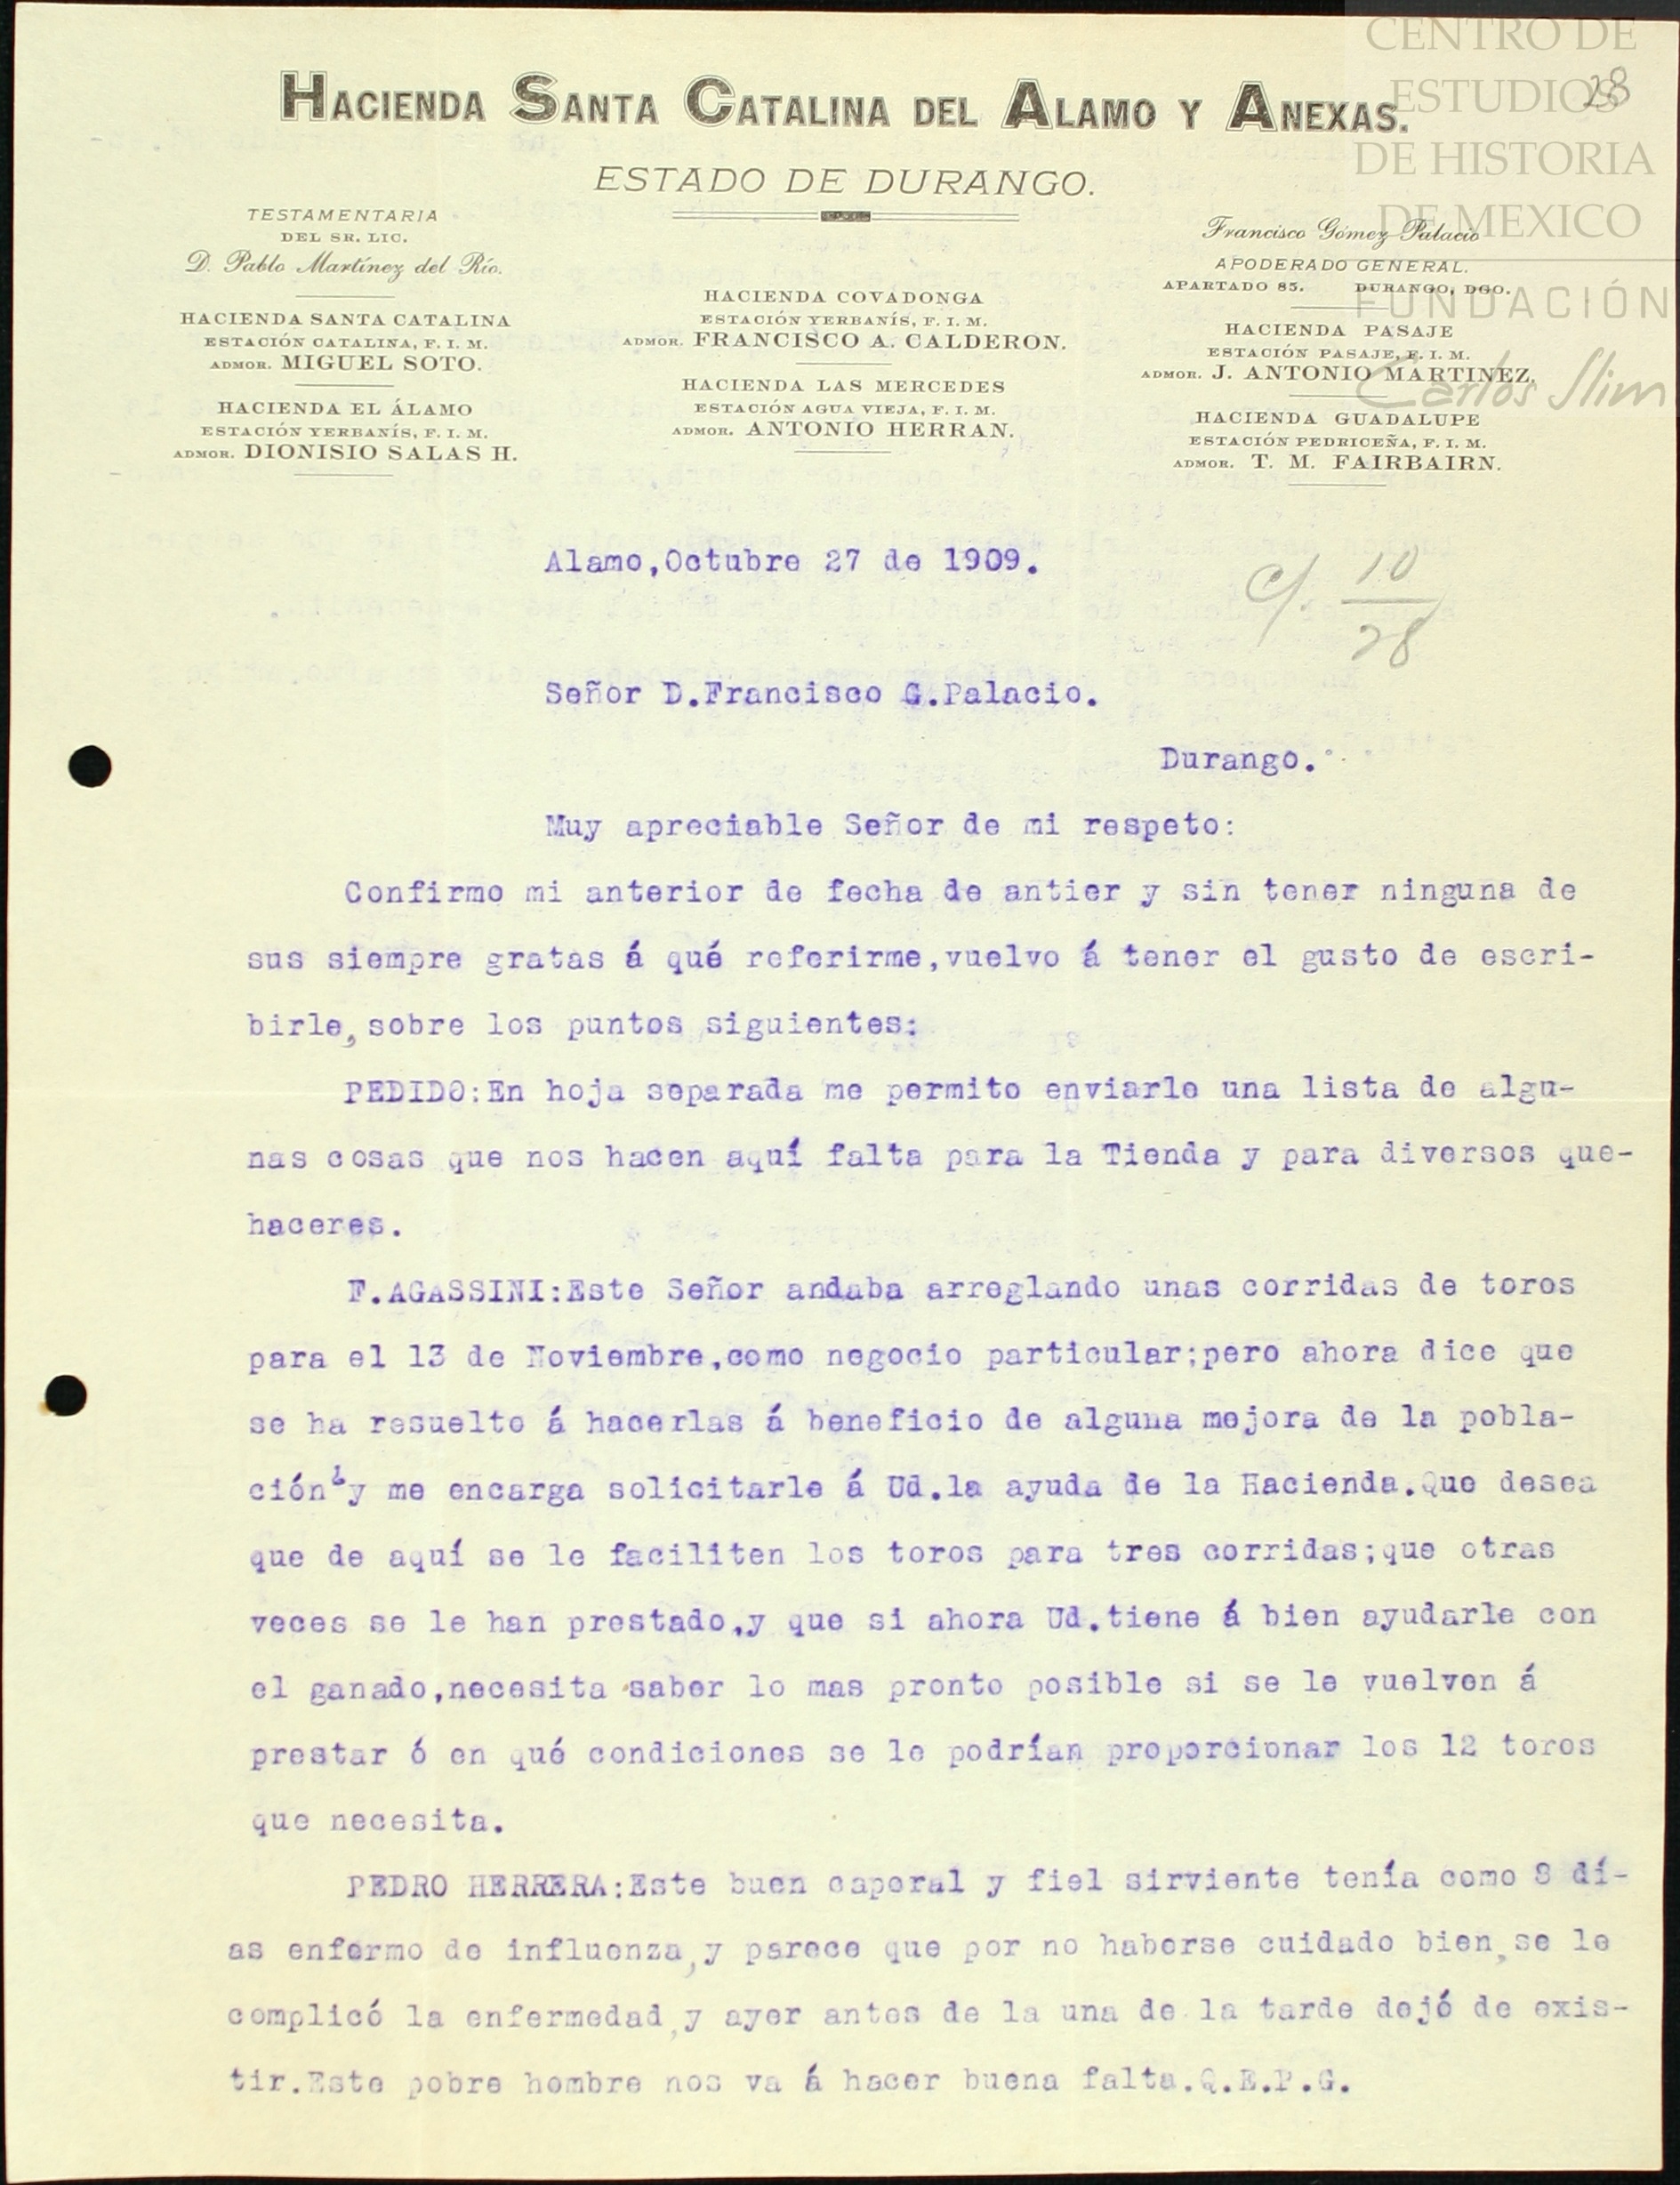 CENTRO DE
ESTUDIOS
DE HISTORIA
DE MEXICO
FUNDACIÓN
Carlos Slim
28
HACIENDA SANTA CATALINA DEL ALAMO Y ANEXAS.
ESTADO DE DURANGO.
TESTAMENTARIA
DEL SR. LIC.
D. Pablo Martínez del Río.
HACIENDA SANTA CATALINA
ESTACIÓN CATALINA, F. I. M.
ADMOR. MIGUEL SOTO.
HACIENDA EL ÁLAMO
ESTACIÓN YERBANÍS, F. I. M.
ADMOR. DIONISIO SALAS H.
HACIENDA COVADONGA
ESTACIÓN YERBANÍS, F. I. M.
ADMOR. FRANCISCO A. CALDERON.
HACIENDA LAS MERCEDES
ESTACIÓN AGUA VIEJA, F. I. M.
ADMOR. ANTONIO HERRAN.
Francisco Gómez Palacio
APODERADO GENERAL.
APARTADO 85. DURANGO, DGO.
HACIENDA PASAJE
ESTACIÓN PASAJE, F. I. M.
ADMOR. J. ANTONIO MARTINEZ.
HACIENDA GUADALUPE
ESTACIÓN PEDRICEÑA, F. I. M.
ADMOR. T. M. FAIRBAIRN.
Alamo,Octubre 27 de 1909.
c/. 10
28
Señor D.Francisco G.Palacio.
Durango.
Muy apreciable Señor de mi respeto:
Confirmo mi anterior de fecha de antier y sin tener ninguna de
sus siempre gratas á qué referirme,vuelvo á tener el gusto de escri-
birle,sobre los puntos siguientes:
PEDIDO:En hoja separada me permito enviarle una lista de algu-
nas cosas que nos hacen aquí falta para la Tienda y para diversos que-
haceres.
F.AGASSINI:Este Señor andaba arreglando unas corridas de toros
para el 13 de Noviembre,como negocio particular;pero ahora dice que
se ha resuelto á hacerlas á beneficio de alguna mejora de la pobla-
ción y me encarga solicitarle á Ud.la ayuda de la Hacienda.Que desea
que de aquí se le faciliten los toros para tres corridas;que otras
veces se le han prestado,y que si ahora Ud.tiene á bien ayudarle con
el ganado,necesita saber lo mas pronto posible si se le vuelven á
prestar ó en qué condiciones se le podrían proporcionar los 12 toros
que necesita.
PEDRO HERRERA:Este buen caporal y fiel sirviente tenía como 8 dí-
as enfermo de influenza,y parece que por no haberse cuidado bien,se le
complicó la enfermedad,y ayer antes de la una de la tarde dejó de exis-
tir.Este pobre hombre nos va á hacer buena falta.Q.E.P.G.